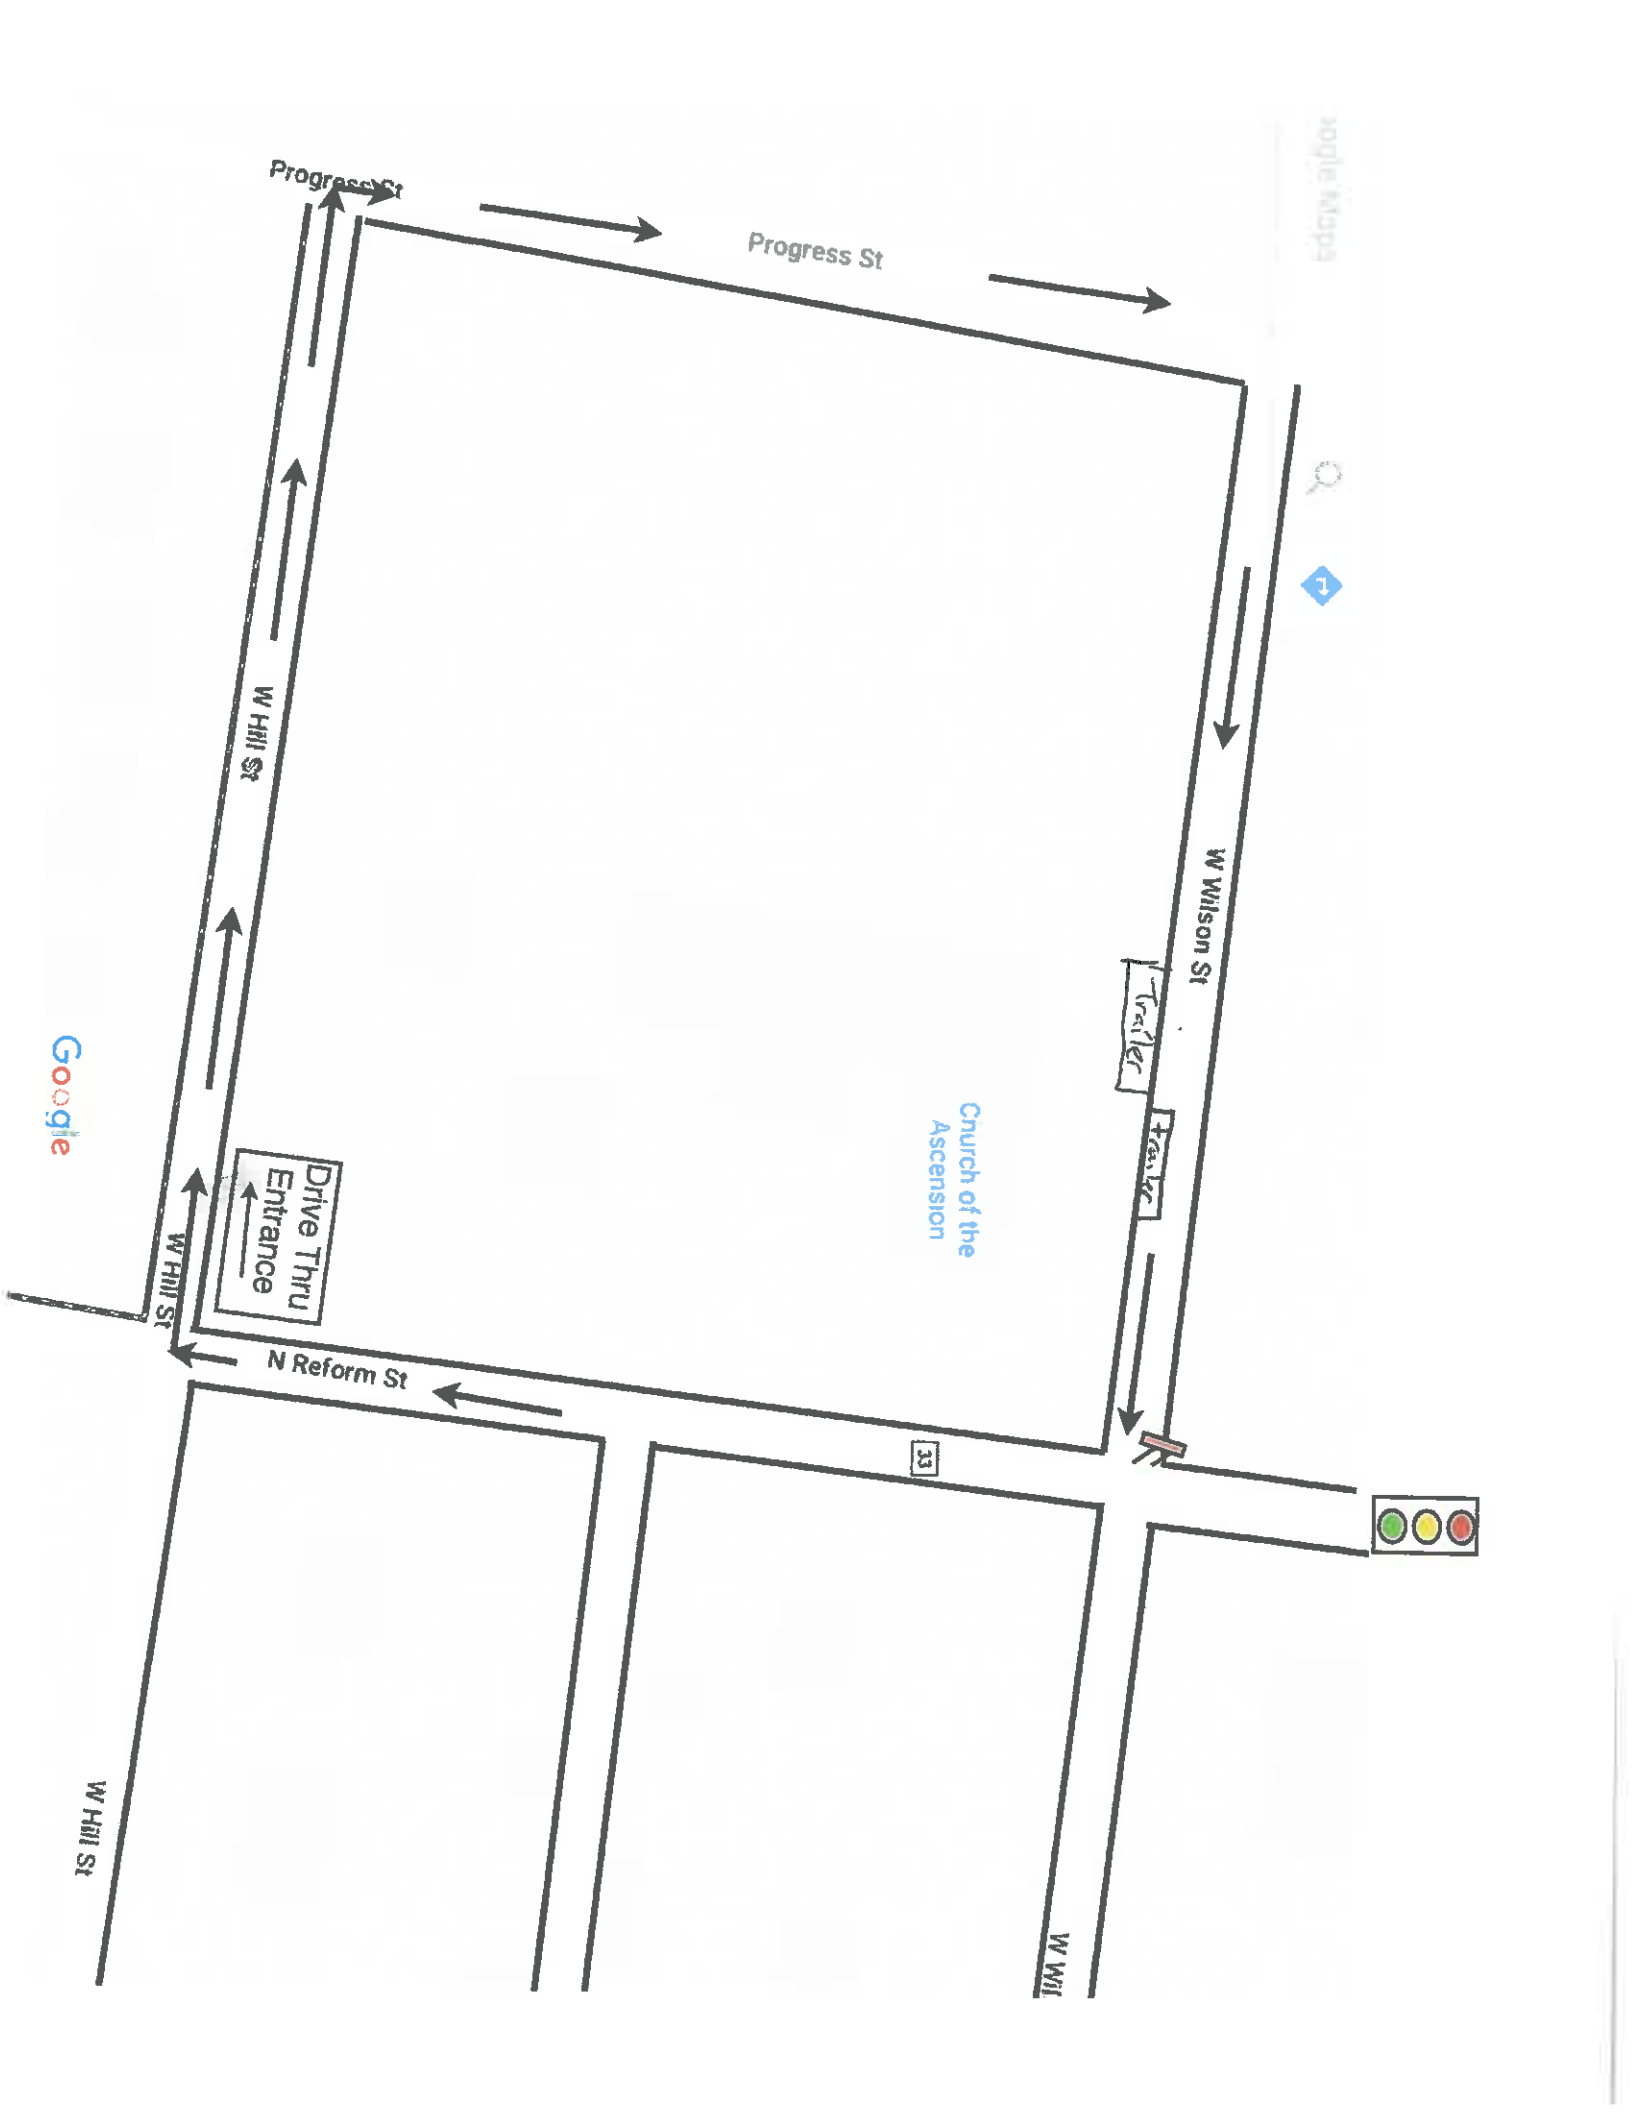 Progress St
Progress St
W Wilson St
Trailer
trailer
Church of the
Ascension
W Hill St
Drive Thru
Entrance
W Hill St
N Reform St
33
W Hill St
W Wil
Google